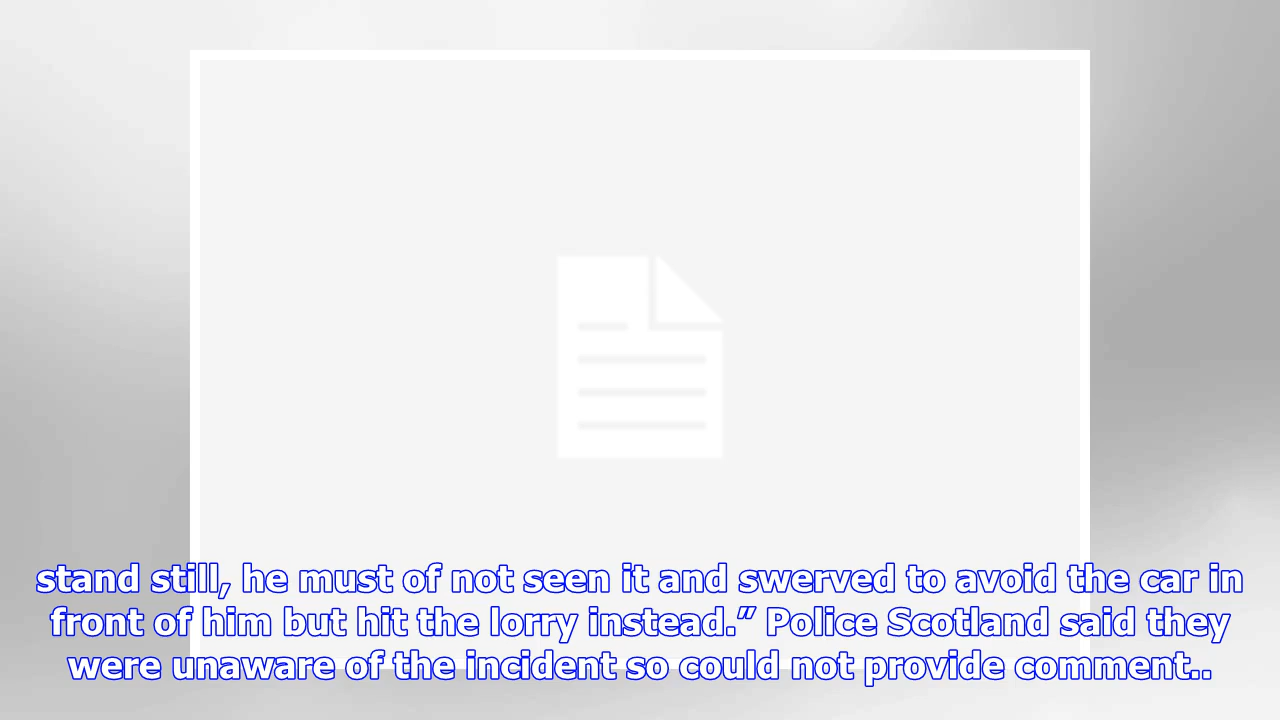 stand still, he must of not seen it and swerved to avoid the car in
front of him but hit the lorry instead.” Police Scotland said they
were unaware of the incident so could not provide comment..